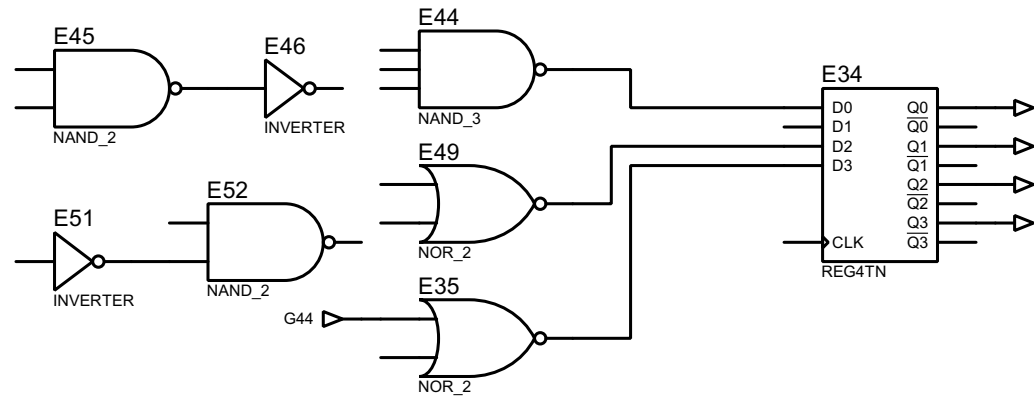 E45
E46
E44
INVERTER
NAND_2
NAND_3
E34
D0
D1
D2
D3
CLK
Q0
Q0
Q1
Q1
Q2
Q2
Q3
Q3
REG4TN
E49
NOR_2
E51
INVERTER
E52
NAND_2
E35
G44
NOR_2